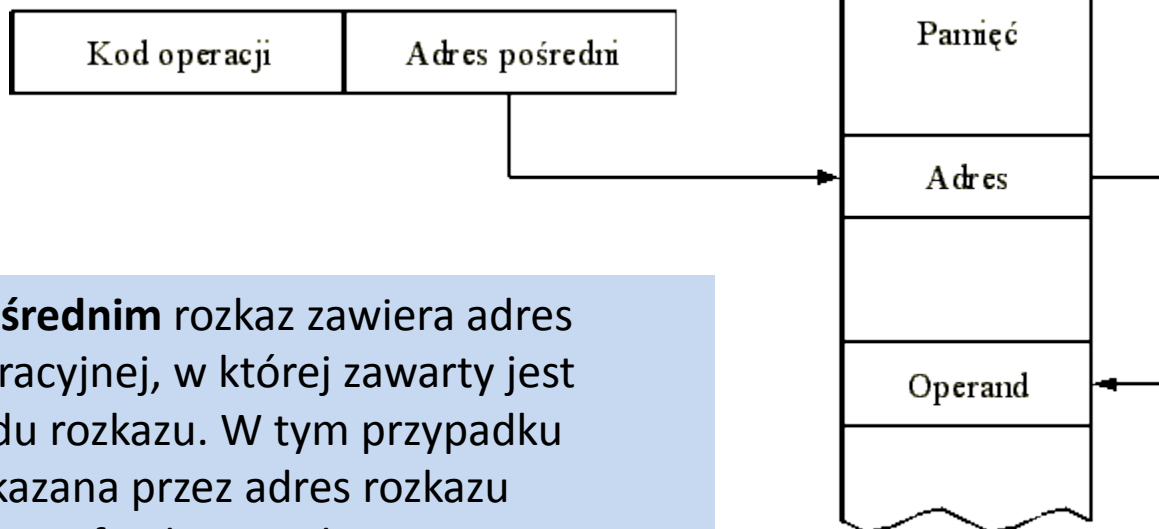 Kod operacji
Adres pośredni
Pamięć
Adres
Operand
średnim rozkaz zawiera adres
racyjnej, w której zawarty jest
du rozkazu. W tym przypadku
kazana przez adres rozkazu